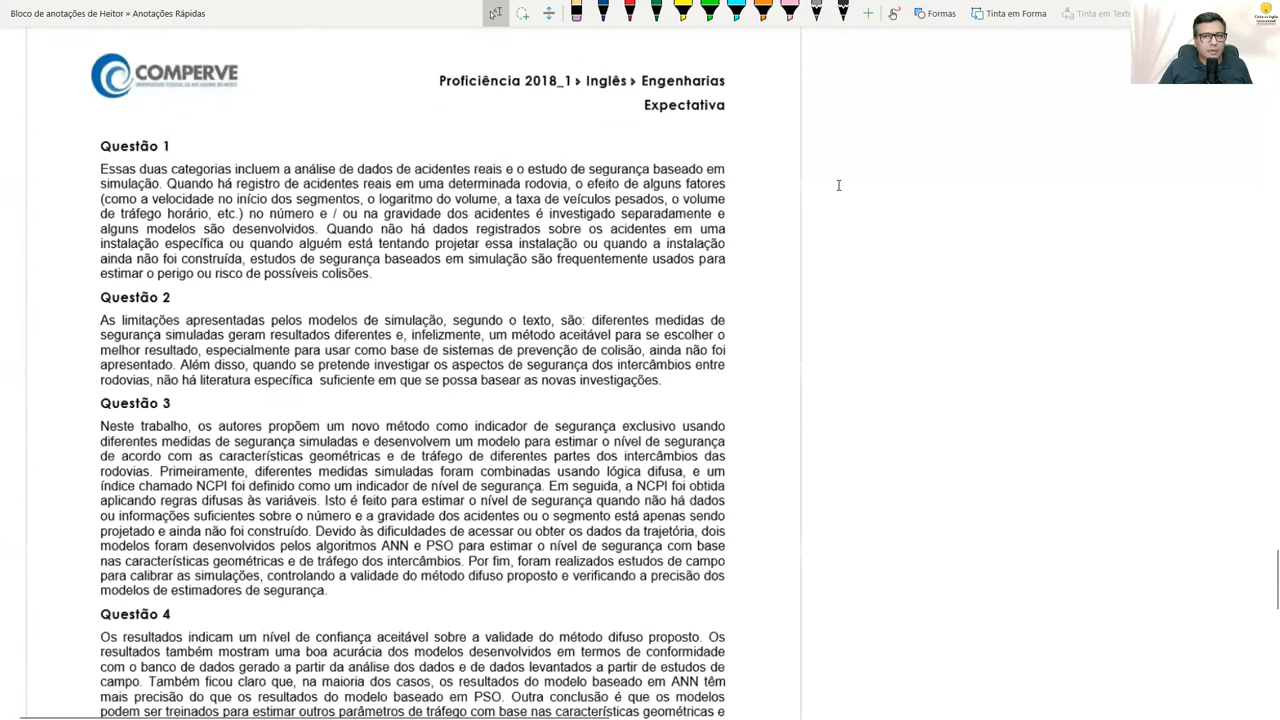 Bloco de anotações de Heitor » Anotações Rápidas
Formas
Tinta em Forma
Tinta em Texto
COMPERVE
Proficiência 2018_1 › Inglês › Engenharias
Expectativa
Questão 1
Essas duas categorias incluem a análise de dados de acidentes reais e o estudo de segurança baseado em
simulação. Quando há registro de acidentes reais em uma determinada rodovia, o efeito de alguns fatores
(como a velocidade no início dos segmentos, o logaritmo do volume, a taxa de veículos pesados, o volume
de tráfego horário, etc.) no número e / ou na gravidade dos acidentes é investigado separadamente e
alguns modelos são desenvolvidos. Quando não há dados registrados sobre os acidentes em uma
instalação específica ou quando alguém está tentando projetar essa instalação ou quando a instalação
ainda não foi construída, estudos de segurança baseados em simulação são frequentemente usados para
estimar o perigo ou risco de possíveis colisões.
Questão 2
As limitações apresentadas pelos modelos de simulação, segundo o texto, são: diferentes medidas de
segurança simuladas geram resultados diferentes e, infelizmente, um método aceitável para se escolher o
melhor resultado, especialmente para usar como base de sistemas de prevenção de colisão, ainda não foi
apresentado. Além disso, quando se pretende investigar os aspectos de segurança dos intercâmbios entre
rodovias, não há literatura específica suficiente em que se possa basear as novas investigações.
Questão 3
Neste trabalho, os autores propõem um novo método como indicador de segurança exclusivo usando
diferentes medidas de segurança simuladas e desenvolvem um modelo para estimar o nível de segurança
de acordo com as características geométricas e de tráfego de diferentes partes dos intercâmbios das
rodovias. Primeiramente, diferentes medidas simuladas foram combinadas usando lógica difusa, e um
índice chamado NCPI foi definido como um indicador de nível de segurança. Em seguida, a NCPI foi obtida
aplicando regras difusas às variáveis. Isto é feito para estimar o nível de segurança quando não há dados
ou informações suficientes sobre o número e a gravidade dos acidentes ou o segmento está apenas sendo
projetado e ainda não foi construído. Devido às dificuldades de acessar ou obter os dados da trajetória, dois
modelos foram desenvolvidos pelos algoritmos ANN e PSO para estimar o nível de segurança com base
nas características geométricas e de tráfego dos intercâmbios. Por fim, foram realizados estudos de campo
para calibrar as simulações, controlando a validade do método difuso proposto e verificando a precisão dos
modelos de estimadores de segurança.
Questão 4
Os resultados indicam um nível de confiança aceitável sobre a validade do método difuso proposto. Os
resultados também mostram uma boa acurácia dos modelos desenvolvidos em termos de conformidade
com o banco de dados gerado a partir da análise dos dados e de dados levantados a partir de estudos de
campo. Também ficou claro que, na maioria dos casos, os resultados do modelo baseado em ANN têm
mais precisão do que os resultados do modelo baseado em PSO. Outra conclusão é que os modelos
podem ser treinados para estimar outros parâmetros de tráfego com base nas características geométricas e